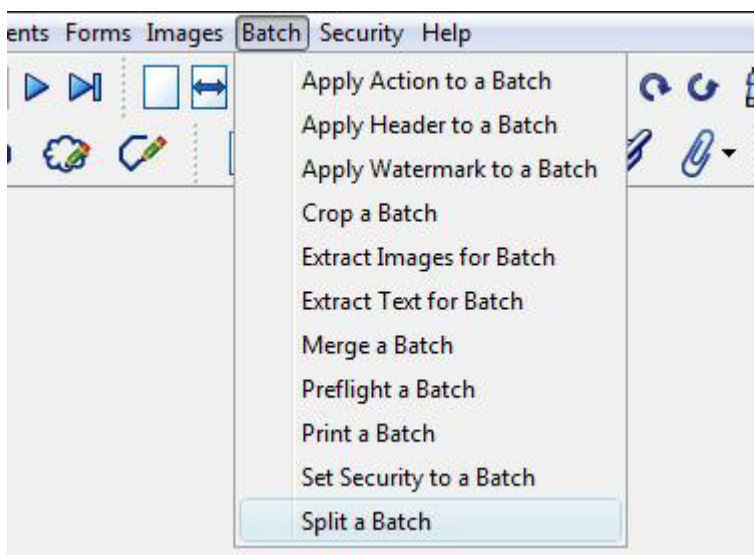 ents Forms Images Batch Security Help
Apply Action to a Batch
Apply Header to a Batch
Apply Watermark to a Batch
Crop a Batch
Extract Images for Batch
Extract Text for Batch
Merge a Batch
Preflight a Batch
Print a Batch
Set Security to a Batch
Split a Batch